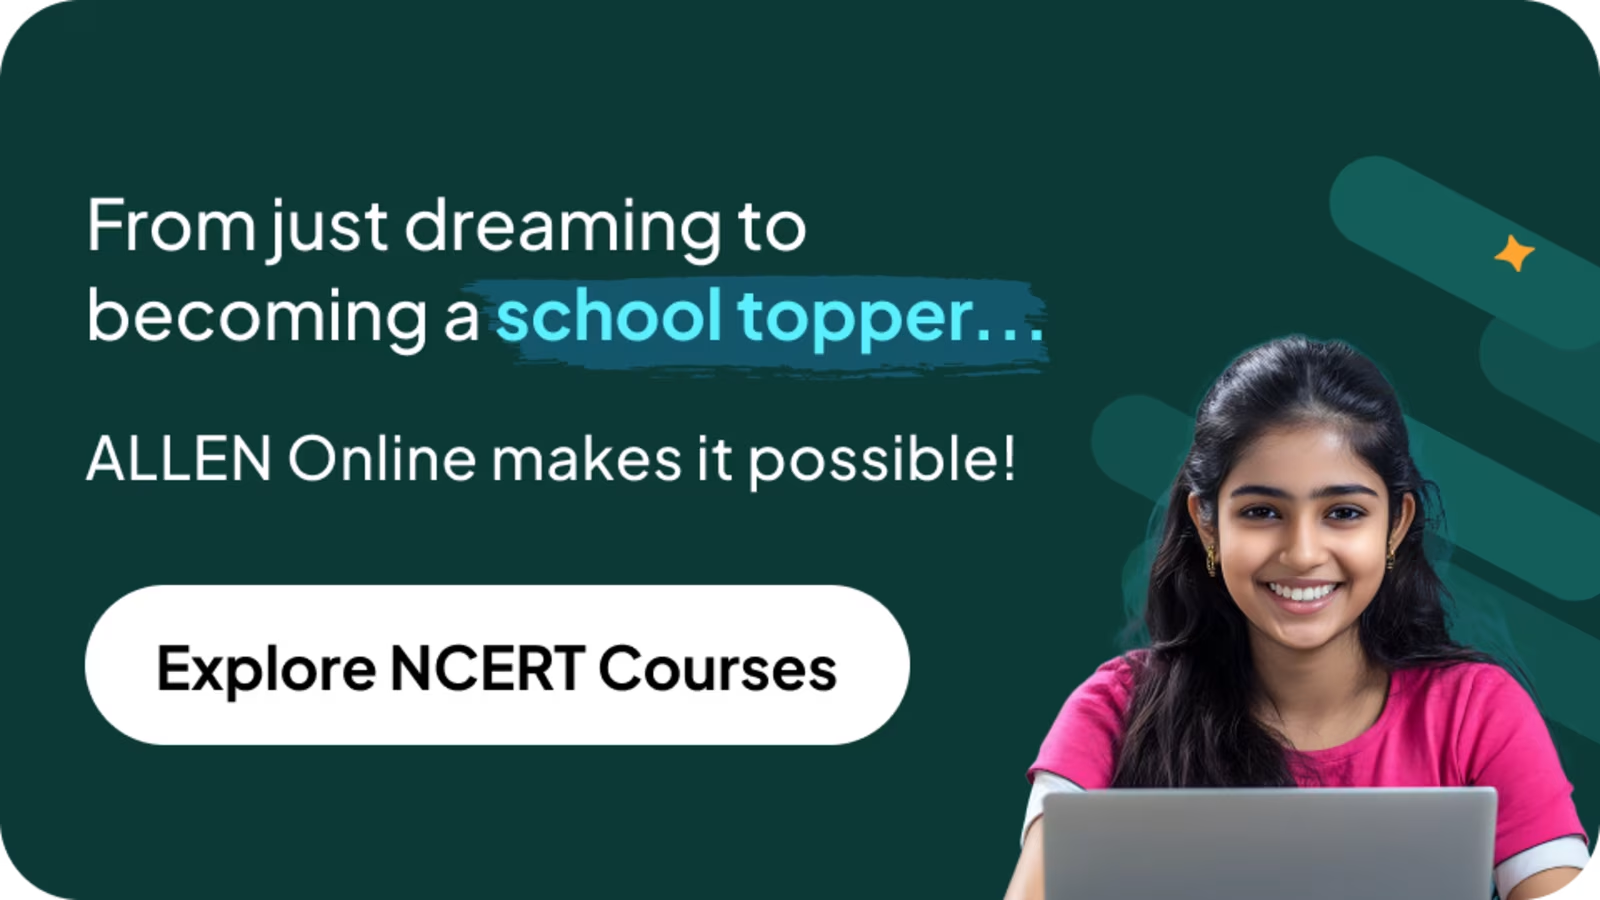 From just dreaming to
becoming a school topper...
ALLEN Online makes it possible!
Explore NCERT Courses